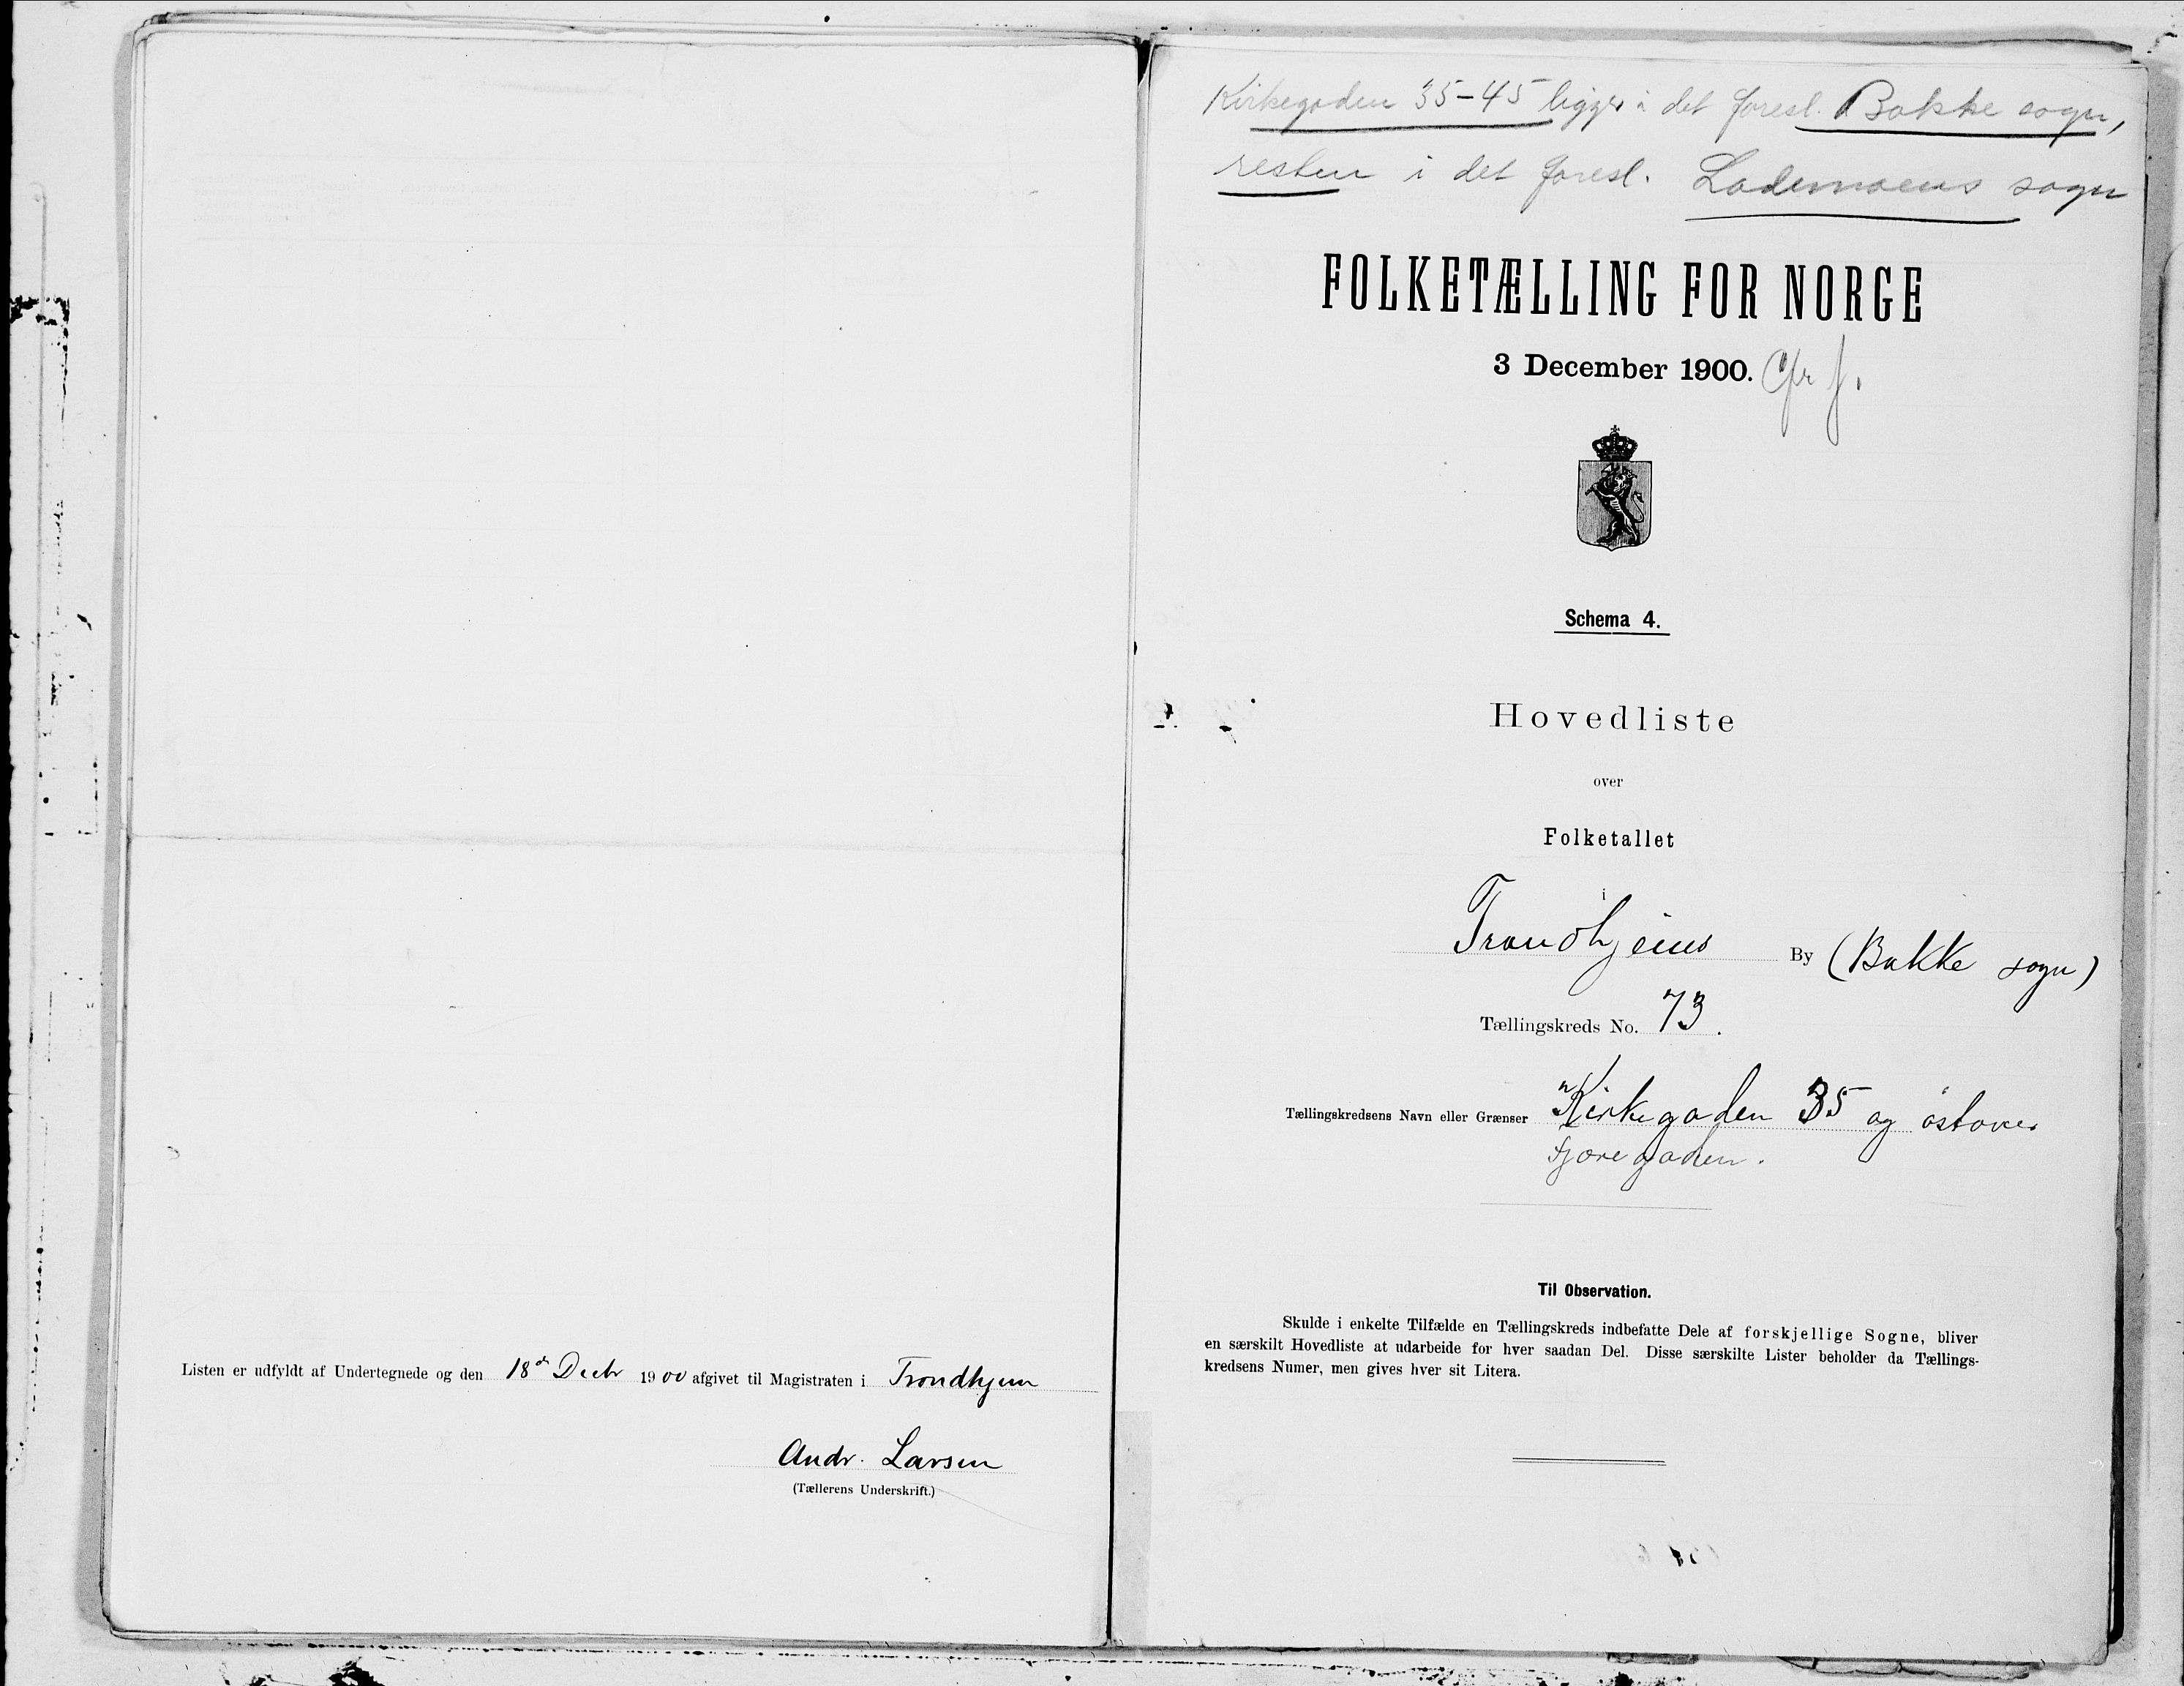 Listen er udfyldt af Undertegnede og den 18de Decbr 1900 afgivet til Magistraten i Trondhjem
Andr. Larsen
(Tællerens Underskrift.)
Kirkegaden 35-45 ligger i det foresl. Bakke sogn,
resten i det foresl. Lademoens sogn
FOLKETÆLLING FOR NORGE
3 December 1900.
Schema 4.
Hovedliste
over
Folketallet
i
Trondhjems By (Bakke sogn)
Tællingskreds No. 73.
Tællingskredsens Navn eller Grænser Kirkegaden 35 og østover
Fjæregaden.
Til Observation.
Skulde i enkelte Tilfælde en Tællingskreds indbefatte Dele af forskjellige Sogne, bliver
en særskilt Hovedliste at udarbeide for hver saadan Del. Disse særskilte Lister beholder da Tællings-
kredsens Numer, men gives hver sit Litera.